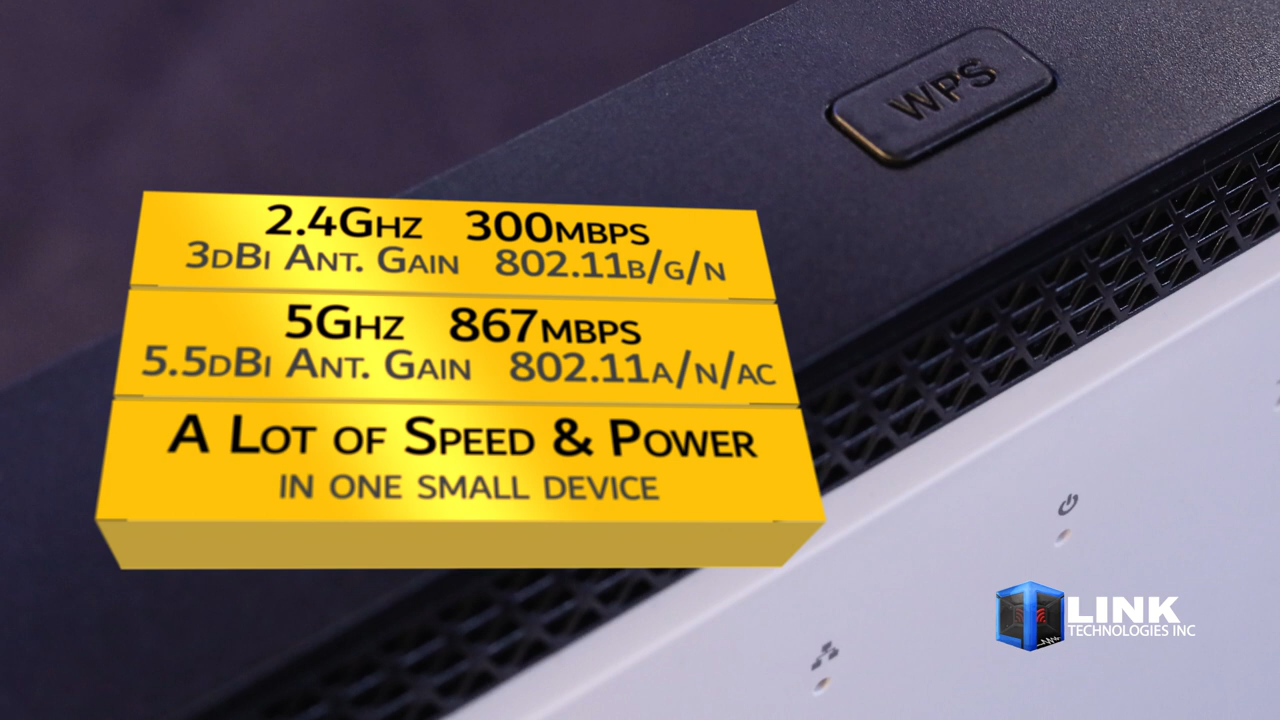 WPS
2.4GHz 300MBPS
3DBI ANT. GAIN 802.11B/G/N
5GHz 867MBPS
5.5DBI ANT. GAIN 802.11A/N/AC
A LOT OF SPEED & POWER
IN ONE SMALL DEVICE
LINK
TECHNOLOGIES INC